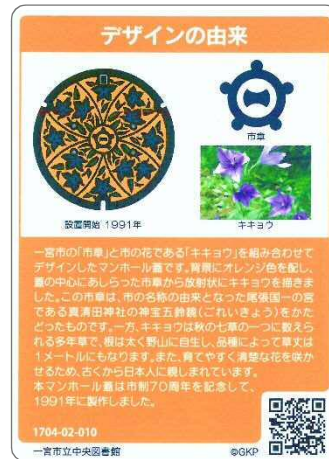 デザインの由来
市章
設置開始 1991年
キキョウ
一宮市の「市章」と市の花である「キキョウ」を組み合わせて
デザインしたマンホール蓋です。背景にオレンジ色を配し、
蓋の中心にあしらった市章から放射状にキキョウを描きま
した。この市章は、市の名称の由来となった尾張国一の宮
である真清田神社の神宝五鈴鏡(ごれいきょう)をかた
どったものです。一方、キキョウは秋の七草の一つに数えら
れる多年草で、根は太く野山に自生し、品種によって草丈は
1メートルにもなります。また、育てやすく清楚な花を咲か
せるため、古くから日本人に親しまれています。
本マンホール蓋は市制70周年を記念して、
1991年に製作しました。
1704-02-010
一宮市立中央図書館
©GKP